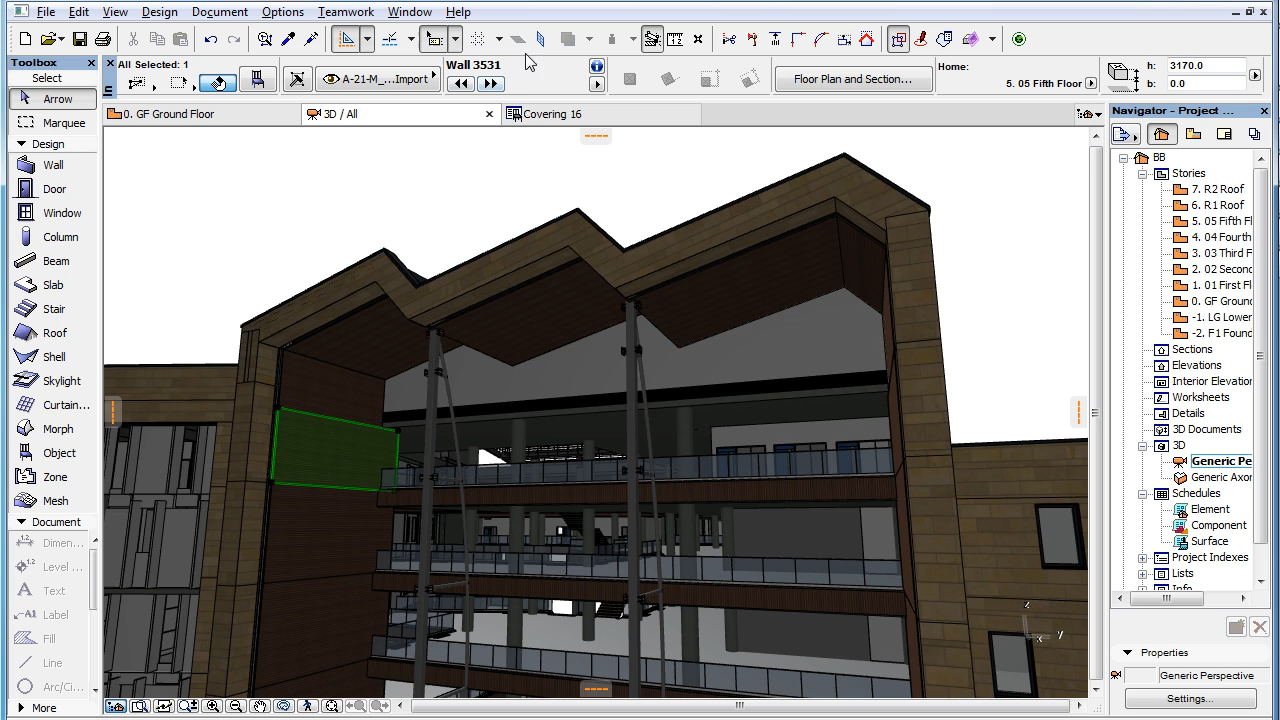 File Edit View Design Document Options Teamwork Window Help
Toolbox
Select
Arrow
Marquee
Design
Wall
Door
Window
Column
Beam
Slab
Stair
Roof
Shell
Skylight
Curtain...
Morph
Object
Zone
Mesh
Document
Dimen...
Level ...
Text
Label
Fill
Line
Arc/Ci...
More
All Selected: 1
A-21-M_...Import
Wall 3531
Floor Plan and Section...
Home:
5. 05 Fifth Floor
h: 3170.0
b: 0.0
0. GF Ground Floor
3D / All
Covering 16
z
x
y
Navigator - Project ...
BB
Stories
7. R2 Roof
6. R1 Roof
5. 05 Fifth Fl
4. 04 Fourth
3. 03 Third F
2. 02 Second
1. 01 First Fl
0. GF Ground
-1. LG Lower
-2. F1 Found
Sections
Elevations
Interior Elevation
Worksheets
Details
3D Documents
3D
Generic Pe
Generic Axor
Schedules
Element
Component
Surface
Project Indexes
Lists
Info
Properties
Generic Perspective
Settings...